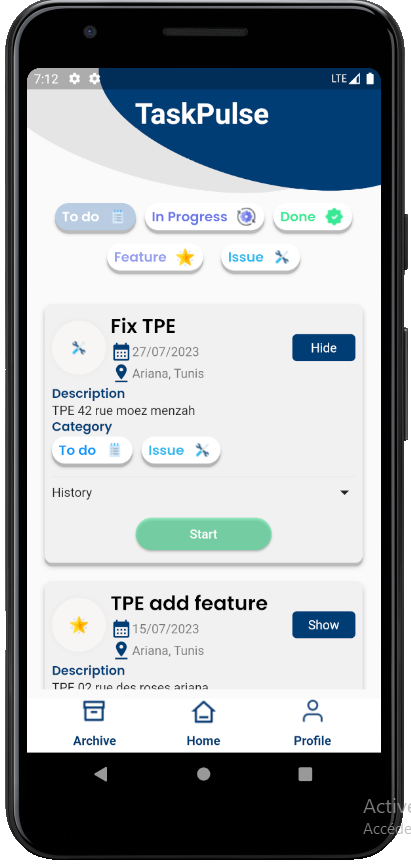 7:12 LTE
TaskPulse
To do In Progress Done
Feature Issue
Fix TPE
27/07/2023 Hide
Ariana, Tunis
Description
TPE 42 rue moez menzah
Category
To do Issue
History
Start
TPE add feature
15/07/2023 Show
Ariana, Tunis
Description
TPE 02 rue des roses ariana
Archive Home Profile